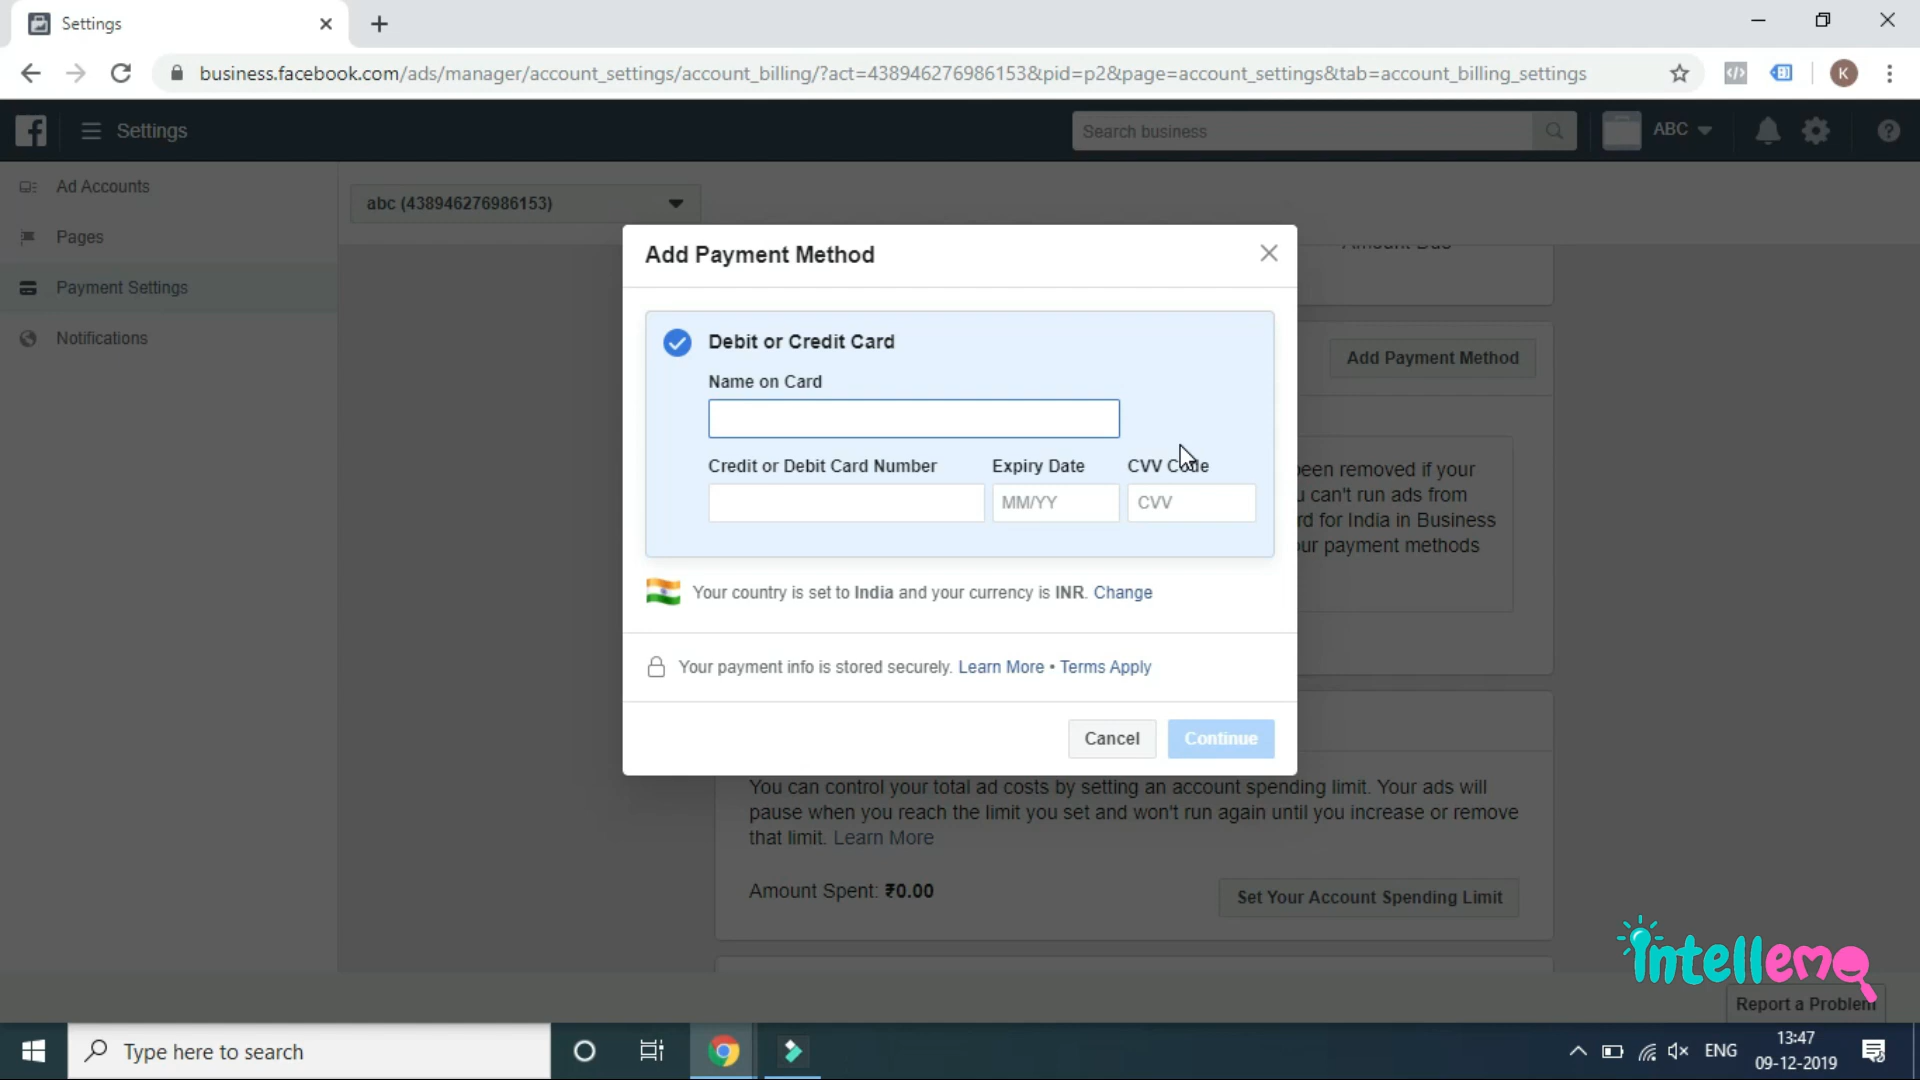 Settings
business.facebook.com/ads/manager/account_settings/account_billing/?act=438946276986153&pid=p2&page=account_settings&tab=account_billing_settings
K
Settings
Search business
ABC
Ad Accounts
Pages
Payment Settings
Notifications
abc (438946276986153)
Amount Due
Add Payment Method
Debit or Credit Card
Name on Card
Credit or Debit Card Number
Expiry Date
CVV Code
MM/YY
CVV
Your country is set to India and your currency is INR. Change
Your payment info is stored securely. Learn More • Terms Apply
Cancel
Continue
Add Payment Method
been removed if your
can't run ads from
rd for India in Business
ur payment methods
You can control your total ad costs by setting an account spending limit. Your ads will
pause when you reach the limit you set and won't run again until you increase or remove
that limit. Learn More
Amount Spent: ₹0.00
Set Your Account Spending Limit
intellemo
Report a Problem
Type here to search
ENG
13:47
09-12-2019